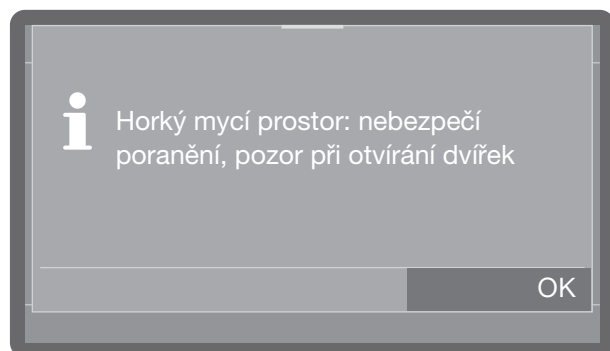 Horký mycí prostor: nebezpečí
poranění, pozor při otvírání dvířek
OK